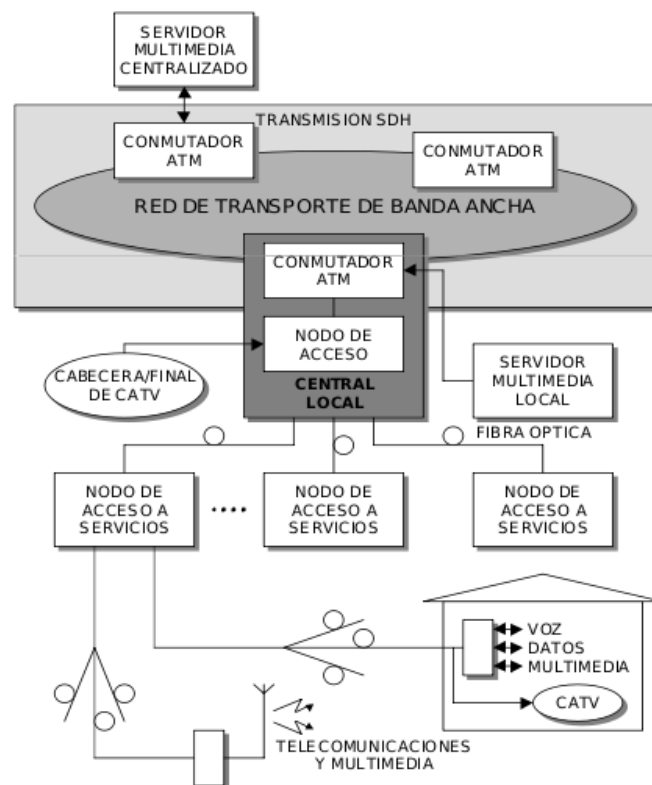 SERVIDOR
MULTIMEDIA
CENTRALIZADO
TRANSMISION SDH
CONMUTADOR
ATM
CONMUTADOR
ATM
RED DE TRANSPORTE DE BANDA ANCHA
CONMUTADOR
ATM
NODO DE
ACCESO
CENTRAL
LOCAL
CABECERA/FINAL
DE CATV
SERVIDOR
MULTIMEDIA
LOCAL
FIBRA OPTICA
NODO DE
ACCESO A
SERVICIOS
....
NODO DE
ACCESO A
SERVICIOS
NODO DE
ACCESO A
SERVICIOS
VOZ
DATOS
MULTIMEDIA
CATV
TELECOMUNICACIONES
Y MULTIMEDIA